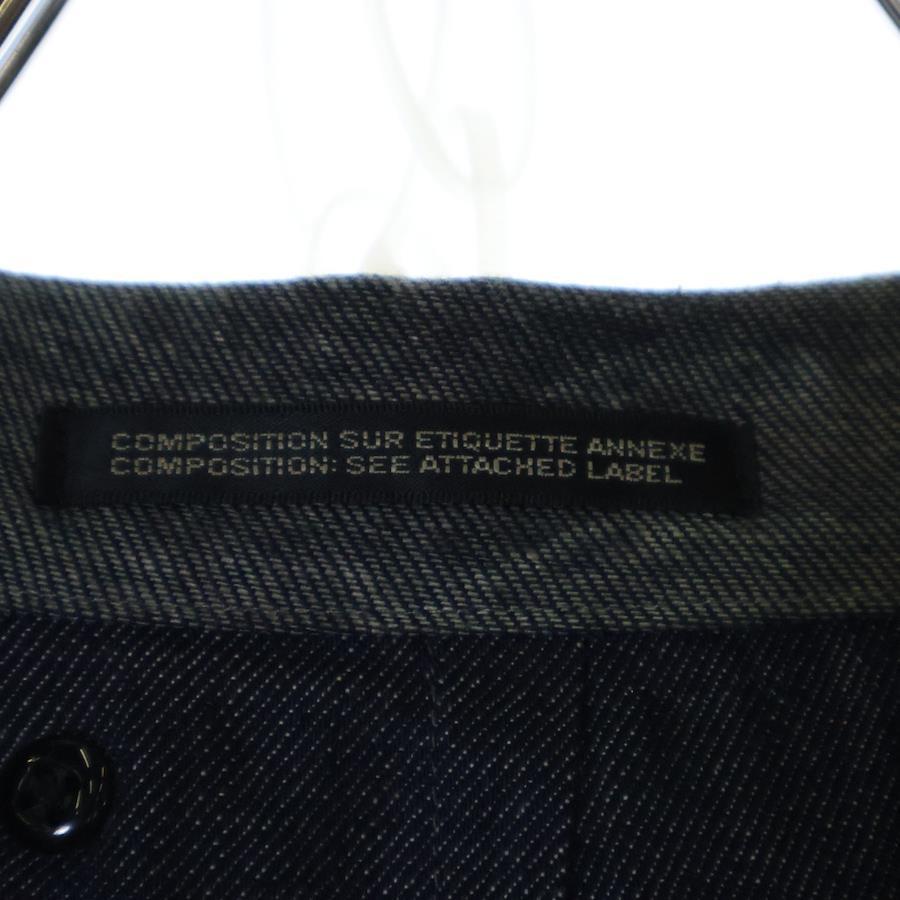 COMPOSITION SUR ETIQUETTE ANNEXE
COMPOSITION: SEE ATTACHED LABEL